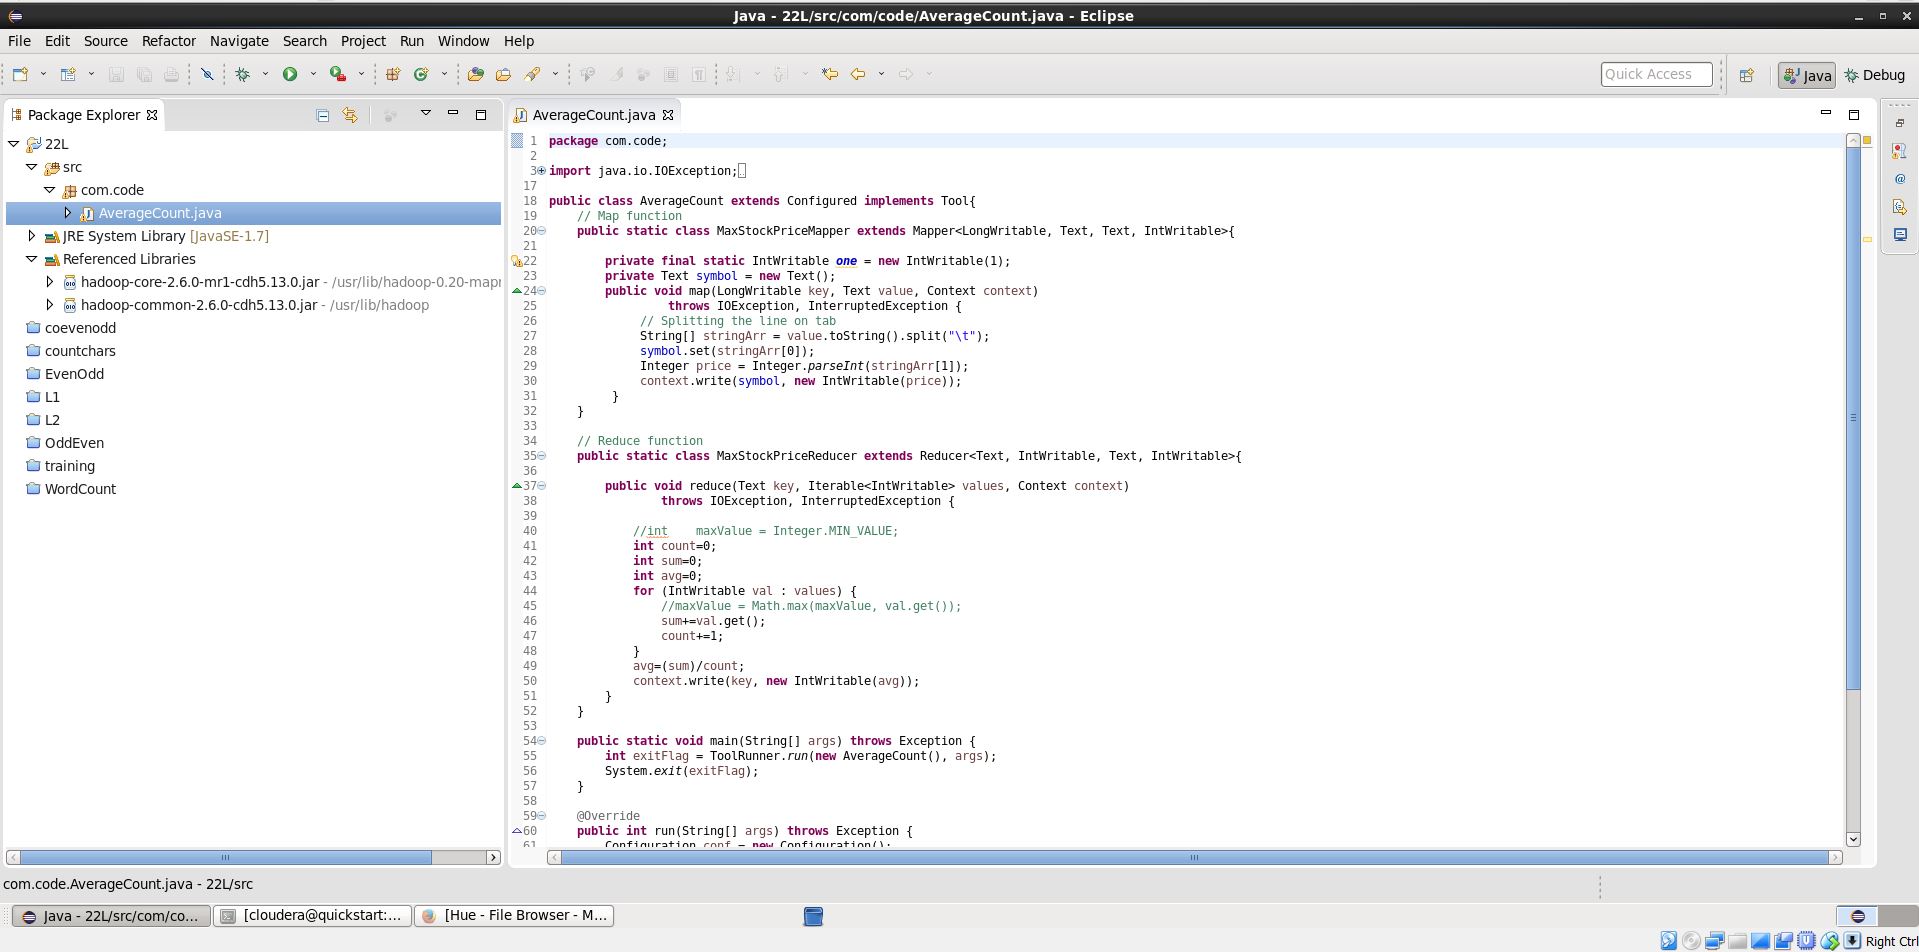 Java - 22L/src/com/code/AverageCount.java - Eclipse
File Edit Source Refactor Navigate Search Project Run Window Help
Quick Access Java Debug
Package Explorer
22L
src
com.code
AverageCount.java
JRE System Library [JavaSE-1.7]
Referenced Libraries
hadoop-core-2.6.0-mr1-cdh5.13.0.jar - /usr/lib/hadoop-0.20-mapr
hadoop-common-2.6.0-cdh5.13.0.jar - /usr/lib/hadoop
coevenodd
countchars
EvenOdd
L1
L2
OddEven
training
WordCount
AverageCount.java
1 package com.code;
2
3 import java.io.IOException;
17
18 public class AverageCount extends Configured implements Tool{
19 // Map function
20 public static class MaxStockPriceMapper extends Mapper<LongWritable, Text, Text, IntWritable>{
21
22 private final static IntWritable one = new IntWritable(1);
23 private Text symbol = new Text();
24 public void map(LongWritable key, Text value, Context context)
25 throws IOException, InterruptedException {
26 // Splitting the line on tab
27 String[] stringArr = value.toString().split("\t");
28 symbol.set(stringArr[0]);
29 Integer price = Integer.parseInt(stringArr[1]);
30 context.write(symbol, new IntWritable(price));
31 }
32 }
33
34 // Reduce function
35 public static class MaxStockPriceReducer extends Reducer<Text, IntWritable, Text, IntWritable>{
36
37 public void reduce(Text key, Iterable<IntWritable> values, Context context)
38 throws IOException, InterruptedException {
39
40 //int maxValue = Integer.MIN_VALUE;
41 int count=0;
42 int sum=0;
43 int avg=0;
44 for (IntWritable val : values) {
45 //maxValue = Math.max(maxValue, val.get());
46 sum+=val.get();
47 count+=1;
48 }
49 avg=(sum)/count;
50 context.write(key, new IntWritable(avg));
51 }
52 }
53
54 public static void main(String[] args) throws Exception {
55 int exitFlag = ToolRunner.run(new AverageCount(), args);
56 System.exit(exitFlag);
57 }
58
59 @Override
60 public int run(String[] args) throws Exception {
61 Configuration conf = new Configuration();
com.code.AverageCount.java - 22L/src
Java - 22L/src/com/co... [cloudera@quickstart:... [Hue - File Browser - M...
Right Ctrl